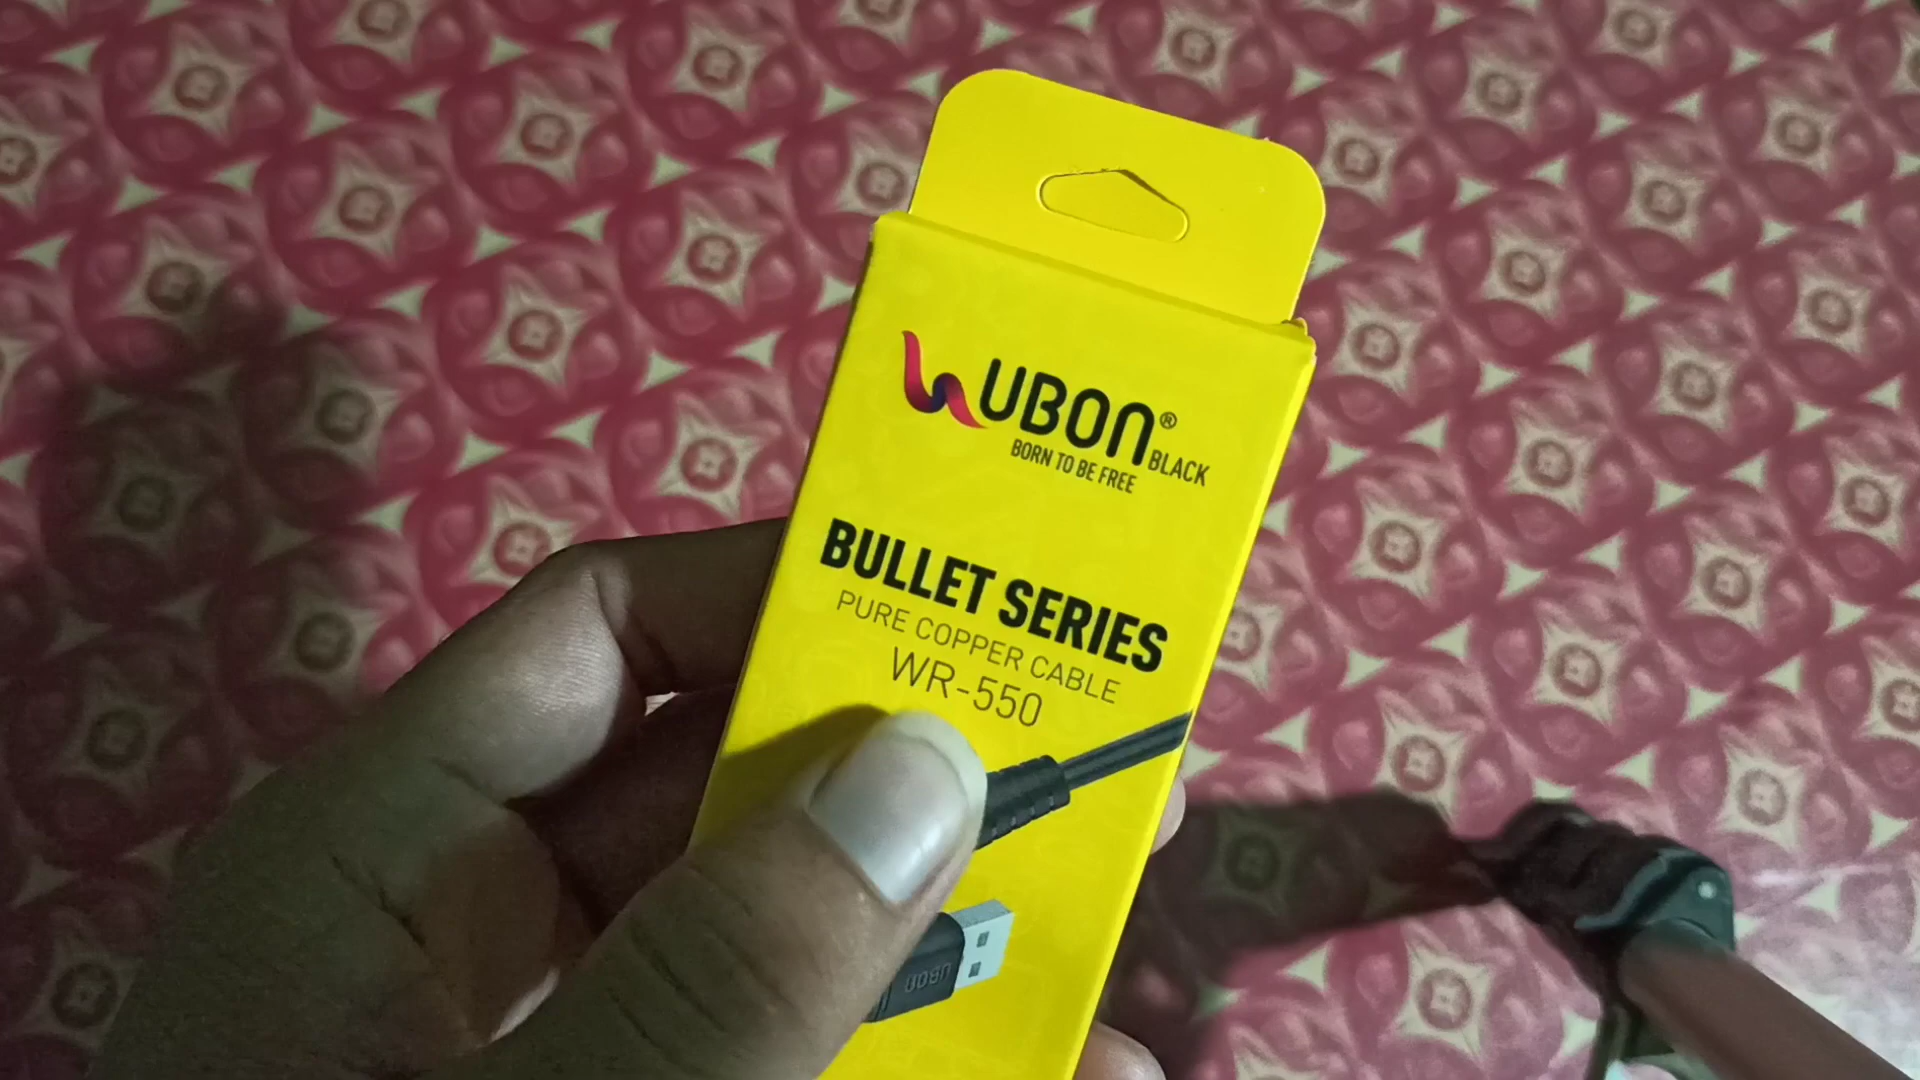 UBON®
BLACK
BORN TO BE FREE
BULLET SERIES
PURE COPPER CABLE
WR-550
UBON